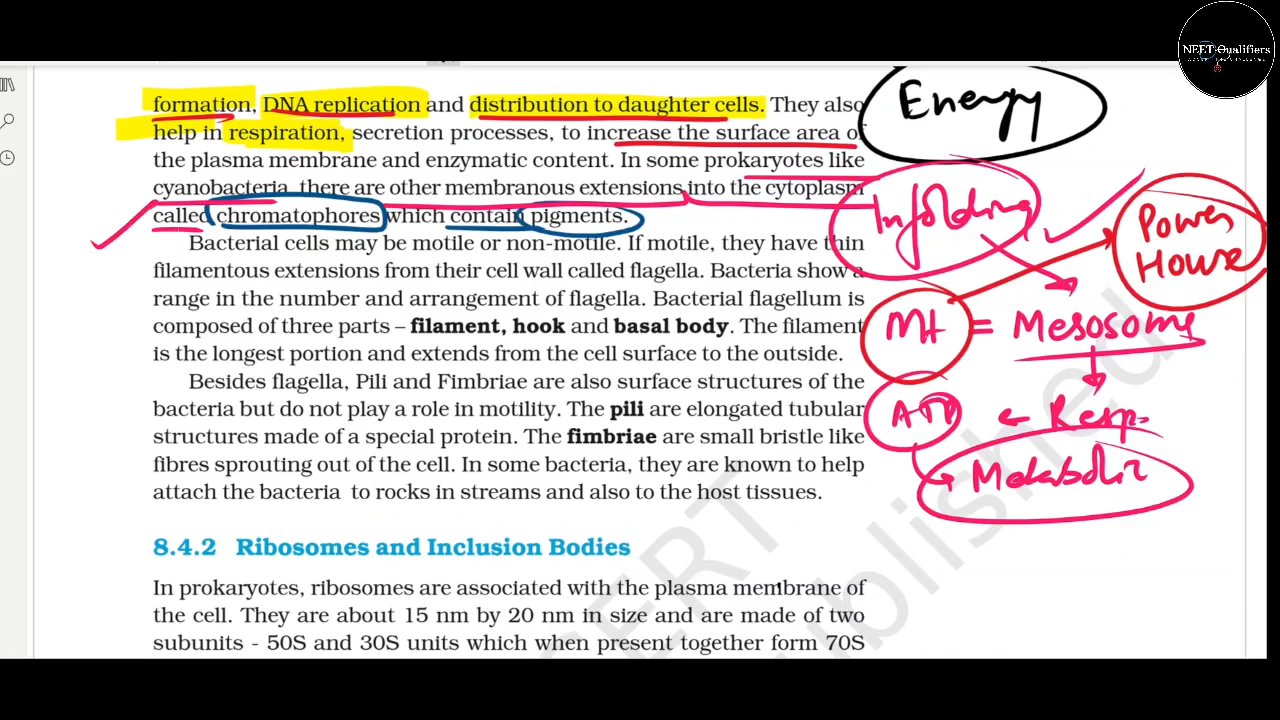 NEET Qualifiers
formation, DNA replication and distribution to daughter cells. They also
help in respiration, secretion processes, to increase the surface area of
the plasma membrane and enzymatic content. In some prokaryotes like
cyanobacteria, there are other membranous extensions into the cytoplasm
called chromatophores which contain pigments.
Bacterial cells may be motile or non-motile. If motile, they have thin
filamentous extensions from their cell wall called flagella. Bacteria show a
range in the number and arrangement of flagella. Bacterial flagellum is
composed of three parts – filament, hook and basal body. The filament
is the longest portion and extends from the cell surface to the outside.
Besides flagella, Pili and Fimbriae are also surface structures of the
bacteria but do not play a role in motility. The pili are elongated tubular
structures made of a special protein. The fimbriae are small bristle like
fibres sprouting out of the cell. In some bacteria, they are known to help
attach the bacteria to rocks in streams and also to the host tissues.
8.4.2 Ribosomes and Inclusion Bodies
In prokaryotes, ribosomes are associated with the plasma membrane of
the cell. They are about 15 nm by 20 nm in size and are made of two
subunits - 50S and 30S units which when present together form 70S
Energy
Infolding
Power
House
Mt = Mesosome
ATP ← Resp.
Metabolic